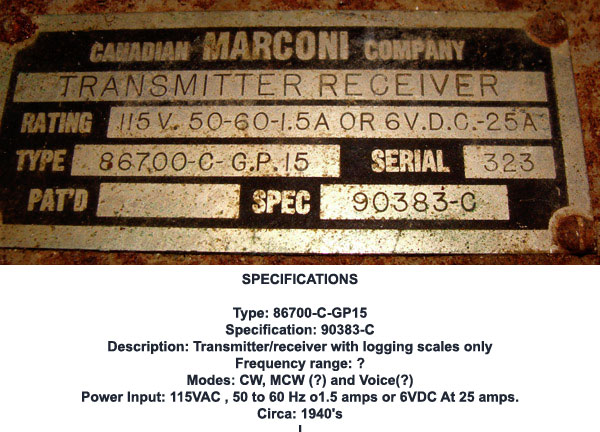 CANADIAN MARCONI COMPANY
TRANSMITTER RECEIVER
RATING 115 V. 50-60-1.5A OR 6V.D.C.-25A
TYPE 86700-C-G.P.15 SERIAL 323
PAT'D SPEC 90383-C
SPECIFICATIONS
Type: 86700-C-GP15
Specification: 90383-C
Description: Transmitter/receiver with logging scales only
Frequency range: ?
Modes: CW, MCW (?) and Voice(?)
Power Input: 115VAC , 50 to 60 Hz o1.5 amps or 6VDC At 25 amps.
Circa: 1940's